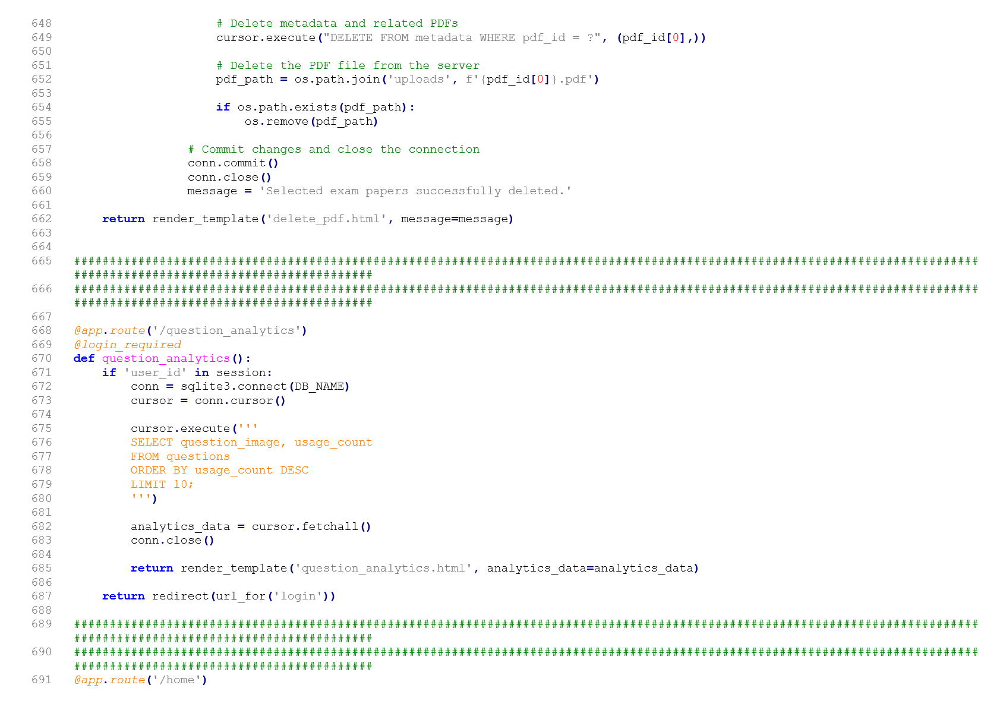 648                       # Delete metadata and related PDFs
649                       cursor.execute("DELETE FROM metadata WHERE pdf_id = ?", (pdf_id[0],))
650
651                       # Delete the PDF file from the server
652                       pdf_path = os.path.join('uploads', f'{pdf_id[0]}.pdf')
653
654                       if os.path.exists(pdf_path):
655                           os.remove(pdf_path)
656
657                   # Commit changes and close the connection
658                   conn.commit()
659                   conn.close()
660                   message = 'Selected exam papers successfully deleted.'
661
662       return render_template('delete_pdf.html', message=message)
663
664
665   ###############################################################################################################################
      ##########################################
666   ###############################################################################################################################
      ##########################################
667
668   @app.route('/question_analytics')
669   @login_required
670   def question_analytics():
671       if 'user_id' in session:
672           conn = sqlite3.connect(DB_NAME)
673           cursor = conn.cursor()
674
675           cursor.execute('''
676           SELECT question_image, usage_count
677           FROM questions
678           ORDER BY usage_count DESC
679           LIMIT 10;
680           ''')
681
682           analytics_data = cursor.fetchall()
683           conn.close()
684
685           return render_template('question_analytics.html', analytics_data=analytics_data)
686
687       return redirect(url_for('login'))
688
689   ###############################################################################################################################
      ##########################################
690   ###############################################################################################################################
      ##########################################
691   @app.route('/home')